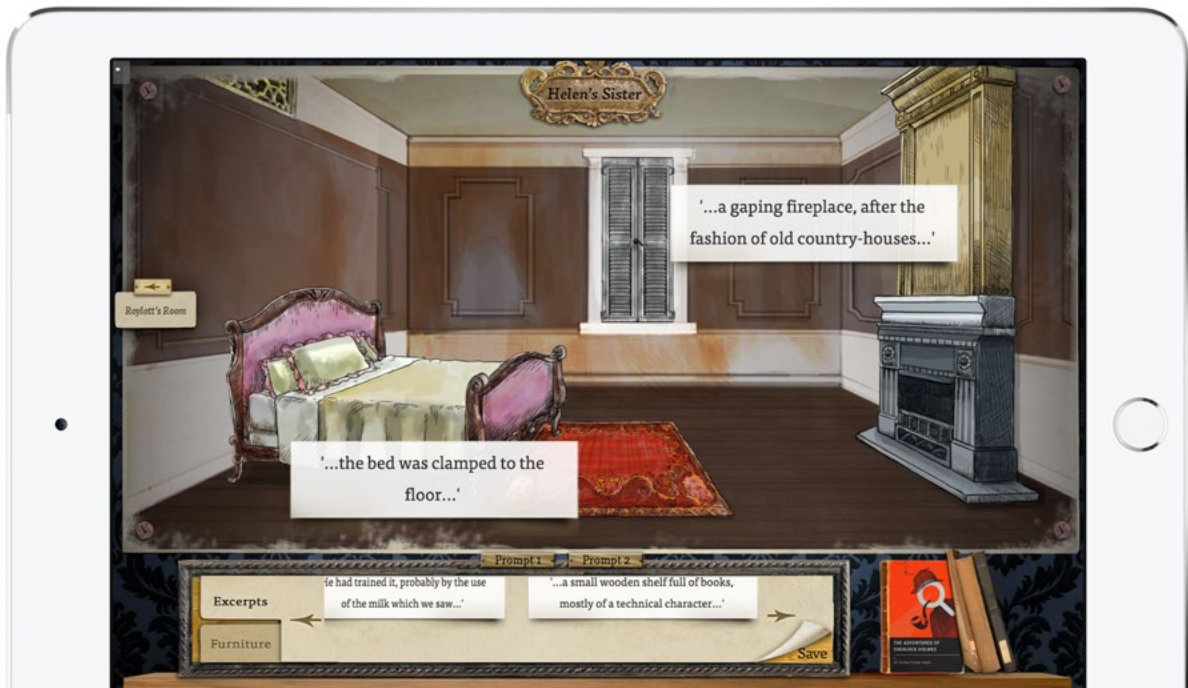 Helen's Sister
'...a gaping fireplace, after the
fashion of old country-houses...'
Roylott's Room
'...the bed was clamped to the
floor...'
Prompt 1
Prompt 2
Excerpts
Furniture
He had trained it, probably by the use
of the milk which we saw...'
'...a small wooden shelf full of books,
mostly of a technical character...'
Save
THE ADVENTURES OF
SHERLOCK HOLMES